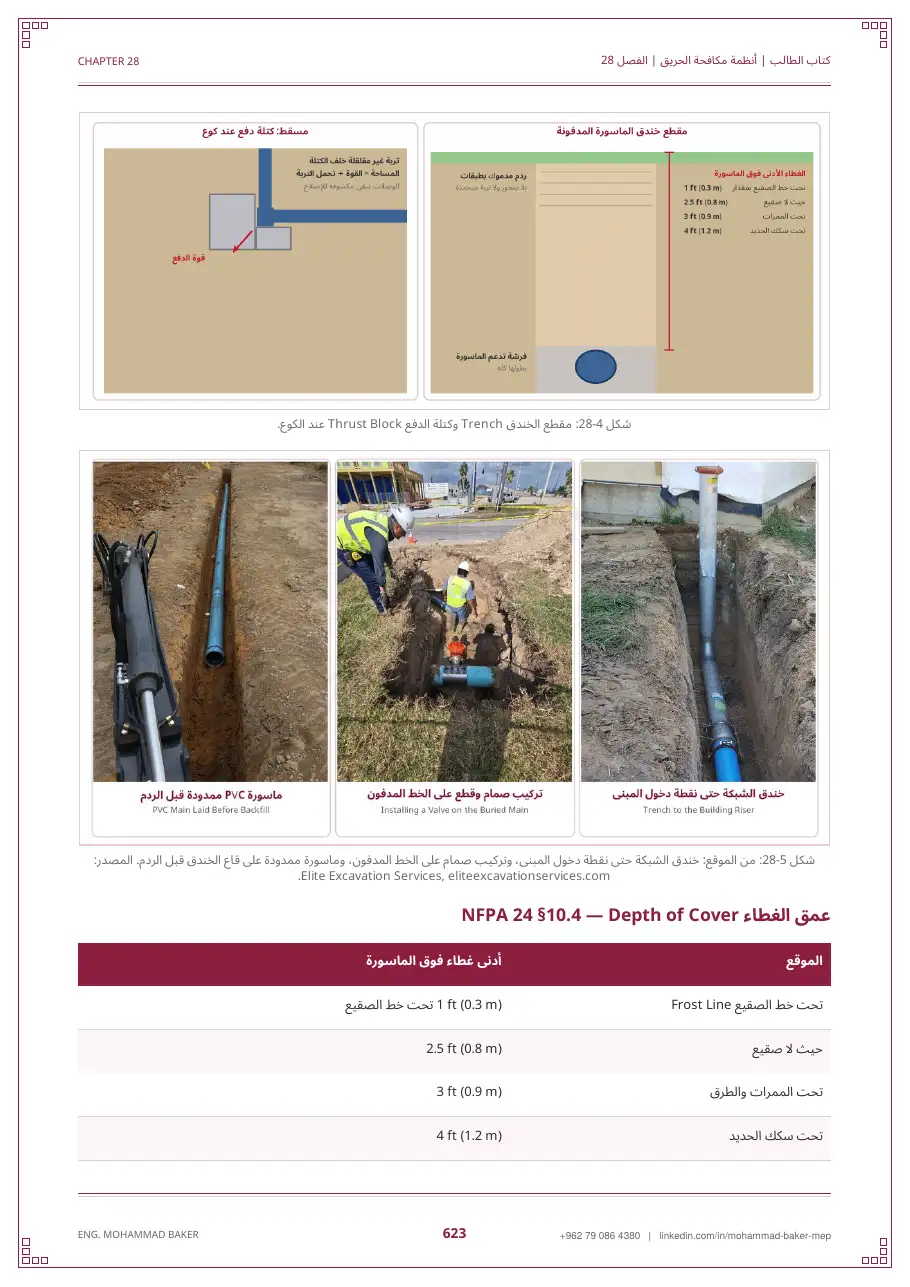 كتاب الطالب | أنظمة مكافحة الحريق | الفصل 28
CHAPTER 28
مقطع خندق الماسورة المدفونة
الغطاء الأدنى فوق الماسورة
تحت خط الصقيع بمقدار 1 ft (0.3 m)
حيث لا صقيع 2.5 ft (0.8 m)
تحت الممرات 3 ft (0.9 m)
تحت سكك الحديد 4 ft (1.2 m)
ردم مدموك بطبقات
بلا صخور ولا تربة متجمدة
فرشة تدعم الماسورة
بطولها كله
مسقط: كتلة دفع عند كوع
تربة غير مقلقلة خلف الكتلة
المساحة = القوة ÷ تحمل التربة
الوصلات تبقى مكشوفة للإصلاح
قوة الدفع
شكل 4-28: مقطع الخندق Trench وكتلة الدفع Thrust Block عند الكوع.
خندق الشبكة حتى نقطة دخول المبنى
Trench to the Building Riser
تركيب صمام وقطع على الخط المدفون
Installing a Valve on the Buried Main
ماسورة PVC ممدودة قبل الردم
PVC Main Laid Before Backfill
شكل 5-28: من الموقع: خندق الشبكة حتى نقطة دخول المبنى، وتركيب صمام على الخط المدفون، وماسورة ممدودة على قاع الخندق قبل الردم. المصدر:
Elite Excavation Services, eliteexcavationservices.com.
عمق الغطاء NFPA 24 §10.4 — Depth of Cover
الموقع أدنى غطاء فوق الماسورة
تحت خط الصقيع Frost Line 1 ft (0.3 m) تحت خط الصقيع
حيث لا صقيع 2.5 ft (0.8 m)
تحت الممرات والطرق 3 ft (0.9 m)
تحت سكك الحديد 4 ft (1.2 m)
ENG. MOHAMMAD BAKER
623
+962 79 086 4380 | linkedin.com/in/mohammad-baker-mep